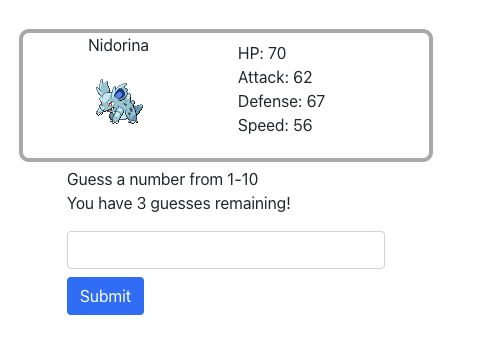 Nidorina
HP: 70
Attack: 62
Defense: 67
Speed: 56
Guess a number from 1-10
You have 3 guesses remaining!
Submit